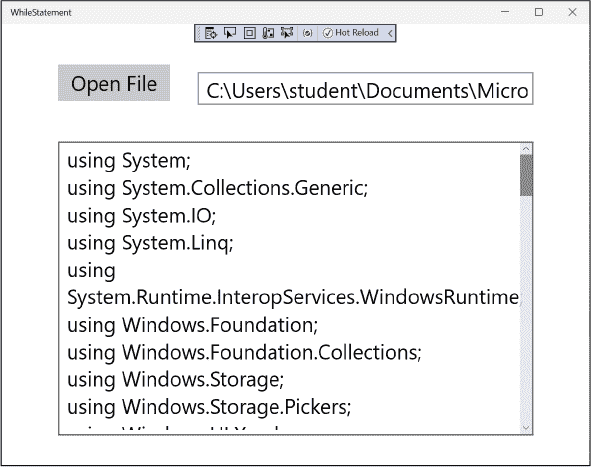 WhileStatement
Hot Reload
Open File
C:\Users\student\Documents\Micro
using System;
using System.Collections.Generic;
using System.IO;
using System.Linq;
using
System.Runtime.InteropServices.WindowsRuntime;
using Windows.Foundation;
using Windows.Foundation.Collections;
using Windows.Storage;
using Windows.Storage.Pickers;